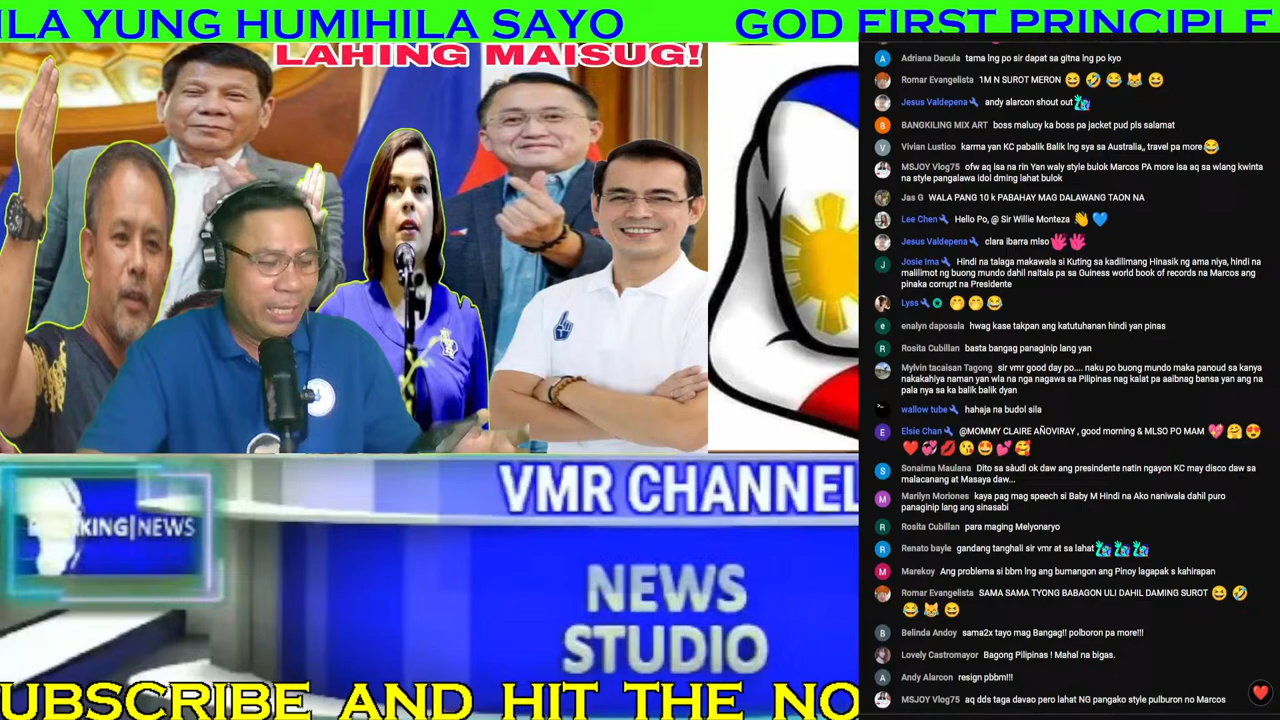 ILA YUNG HUMIHILA SAYO GOD FIRST PRINCIPLE
LAHING MAISUG!
VMR CHANNEL
KING|NEWS
NEWS
STUDIO
UBSCRIBE AND HIT THE NO
Adriana Dacula tama lng po sir dapat sa gitna lng po kyo
Romar Evangelista 1M N SUROT MERON 😄 🤣 😂 😹 😆
Jesus Valdepena andy alarcon shout out
BANGKILING MIX ART boss maluoy ka boss pa jacket pud pls salamat
Vivian Lustico karma yan KC pabalik Balik lng sya sa Australia,, travel pa more😂
MSJOY Vlog75 ofw aq isa na rin Yan waly style bulok Marcos PA more isa aq sa wlang kwinta
na style pangalawa idol dming lahat bulok
Jas G WALA PANG 10 k PABAHAY MAG DALAWANG TAON NA
Lee Chen Hello Po, @ Sir Willie Monteza 👋 💙
Jesus Valdepena clara ibarra mlso
Josie Ima Hindi na talaga makawala si Kuting sa kadilimang Hinasik ng ama niya, hindi na
malilimot ng buong mundo dahil naitala pa sa Guiness world book of records na Marcos ang
pinaka corrupt na Presidente
Lyss 🤭 🤭 😂
enalyn daposala hwag kase takpan ang katutuhanan hindi yan pinas
Rosita Cubillan basta bangag panaginip lang yan
Mylvin tacaisan Tagong sir vmr good day po.... naku po buong mundo maka panoud sa kanya
nakakahiya naman yan wla na nga nagawa sa Pilipinas nag kalat pa aaibnag bansa yan ang na
pala nya sa ka balik balik dyan
wallow tube hahaja na budol sila
Elsie Chan @MOMMY CLAIRE AÑOVIRAY , good morning & MLSO PO MAM 💖 🤗 😍
❤️ 💞 💋 😘 🤩 💕 🥰
Sonaima Maulana Dito sa sàudi ok daw ang presidente natin ngayon KC may disco daw sa
malacanang at Masaya daw...
Marilyn Moriones kaya pag mag speech si Baby M Hindi na Ako naniwala dahil puro
panaginip lang ang sinasabi
Rosita Cubillan para maging Melyonaryo
Renato bayle gandang tanghali sir vmr at sa lahat
Marekoy Ang problema si bbm lng ang bumangon ang Pinoy lagapak s kahirapan
Romar Evangelista SAMA SAMA TYONG BABAGON ULI DAHIL DAMING SUROT 😄 🤣
😂 😹 😆
Belinda Andoy sama2x tayo mag Bangag!! polboron pa more!!!
Lovely Castromayor Bagong Pilipinas ! Mahal na bigas.
Andy Alarcon resign pbbm!!!
MSJOY Vlog75 aq dds taga davao pero lahat NG pangako style pulburon no Marcos